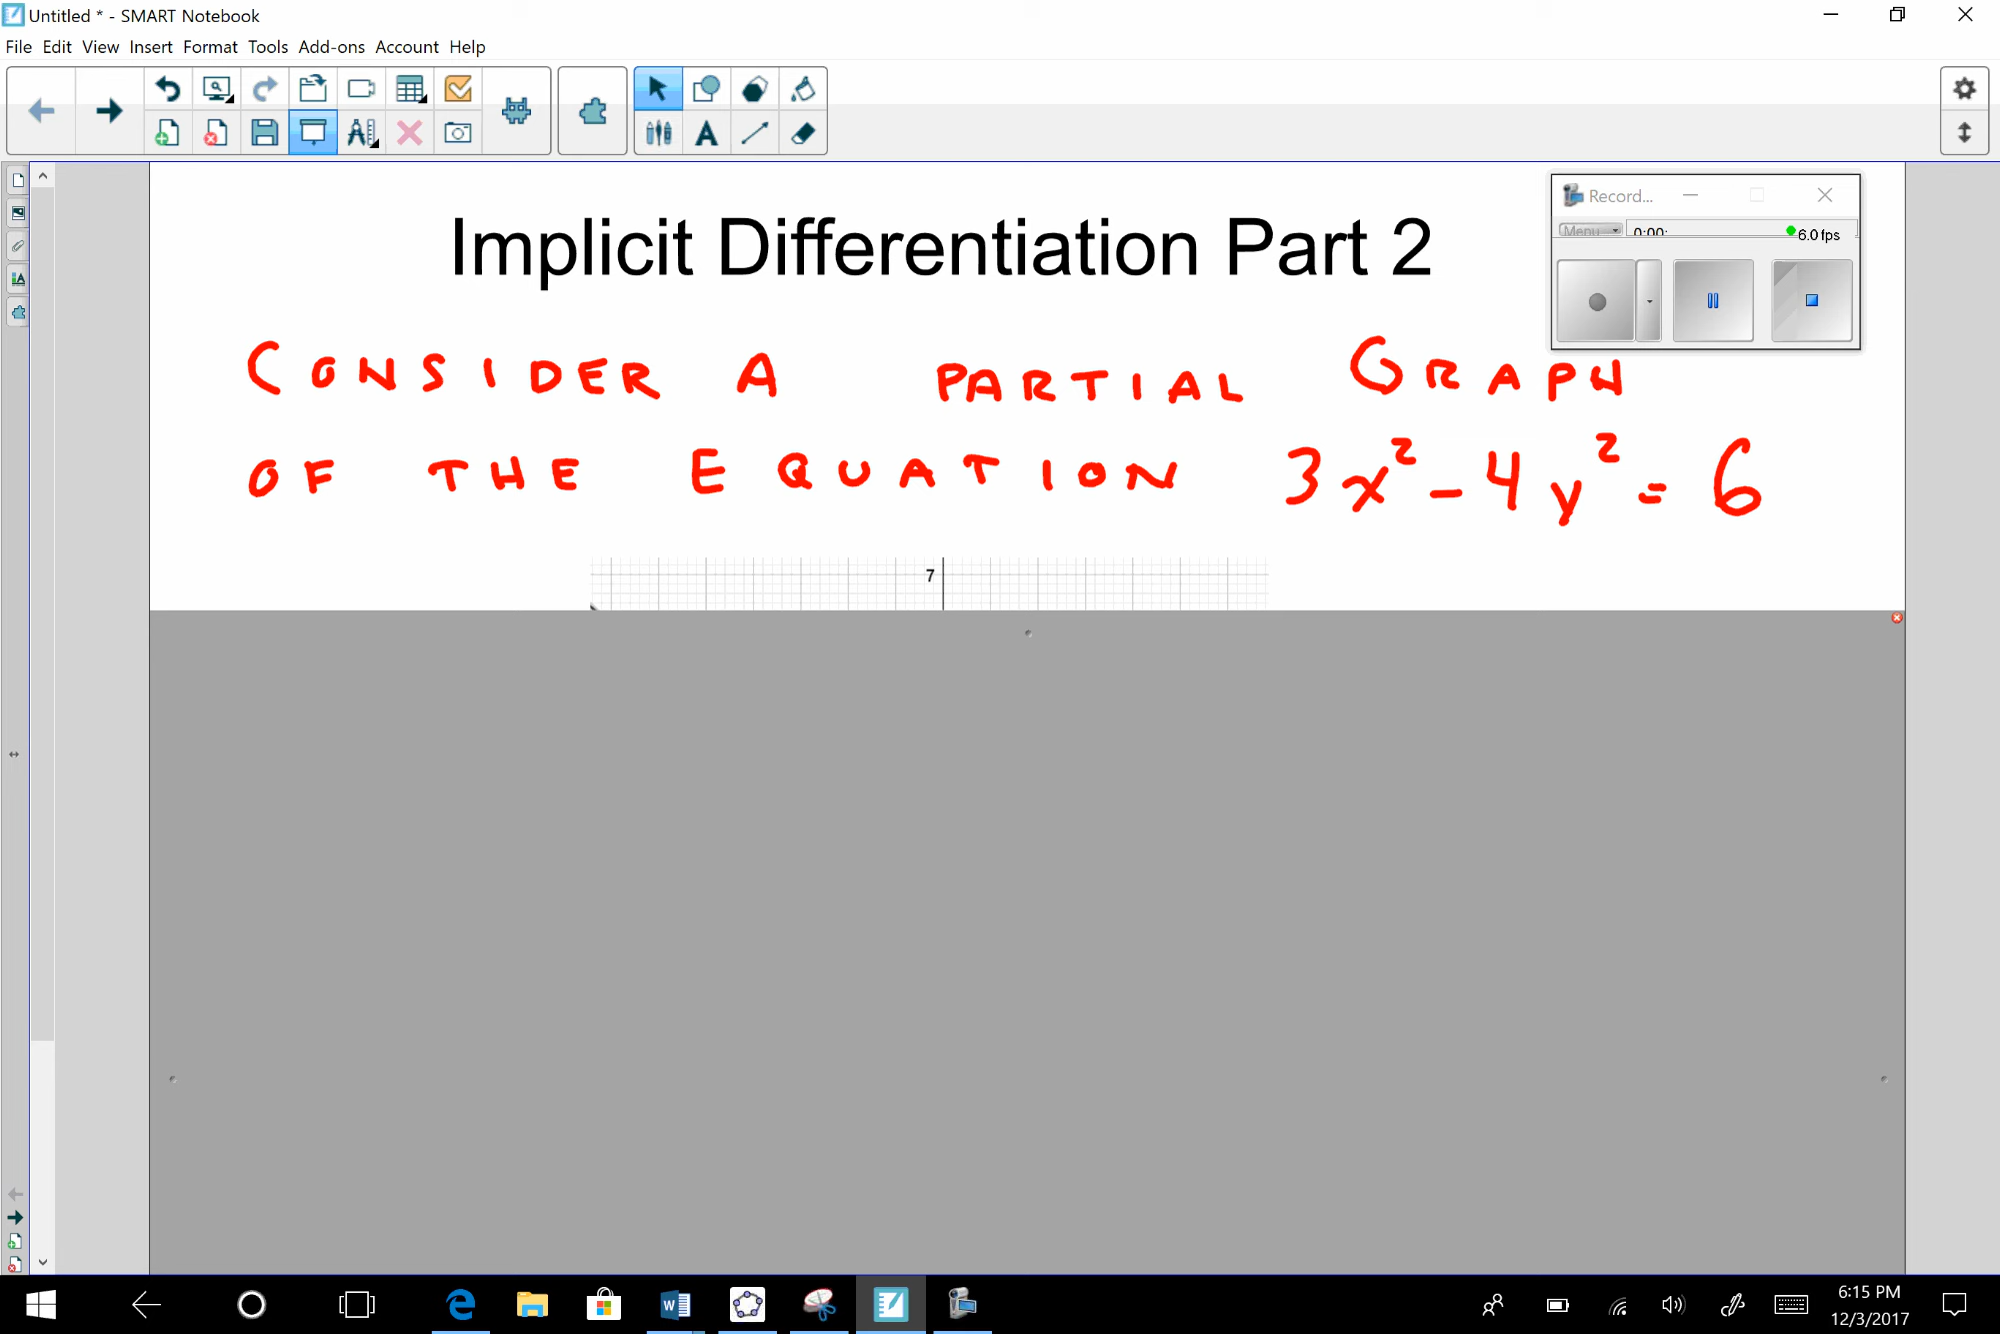 Untitled * - SMART Notebook
File Edit View Insert Format Tools Add-ons Account Help
Record...
Menu 0:00: 6.0 fps
Implicit Differentiation Part 2
CONSIDER A PARTIAL GRAPH
OF THE EQUATION 3x² - 4y² = 6
7
6:15 PM
12/3/2017